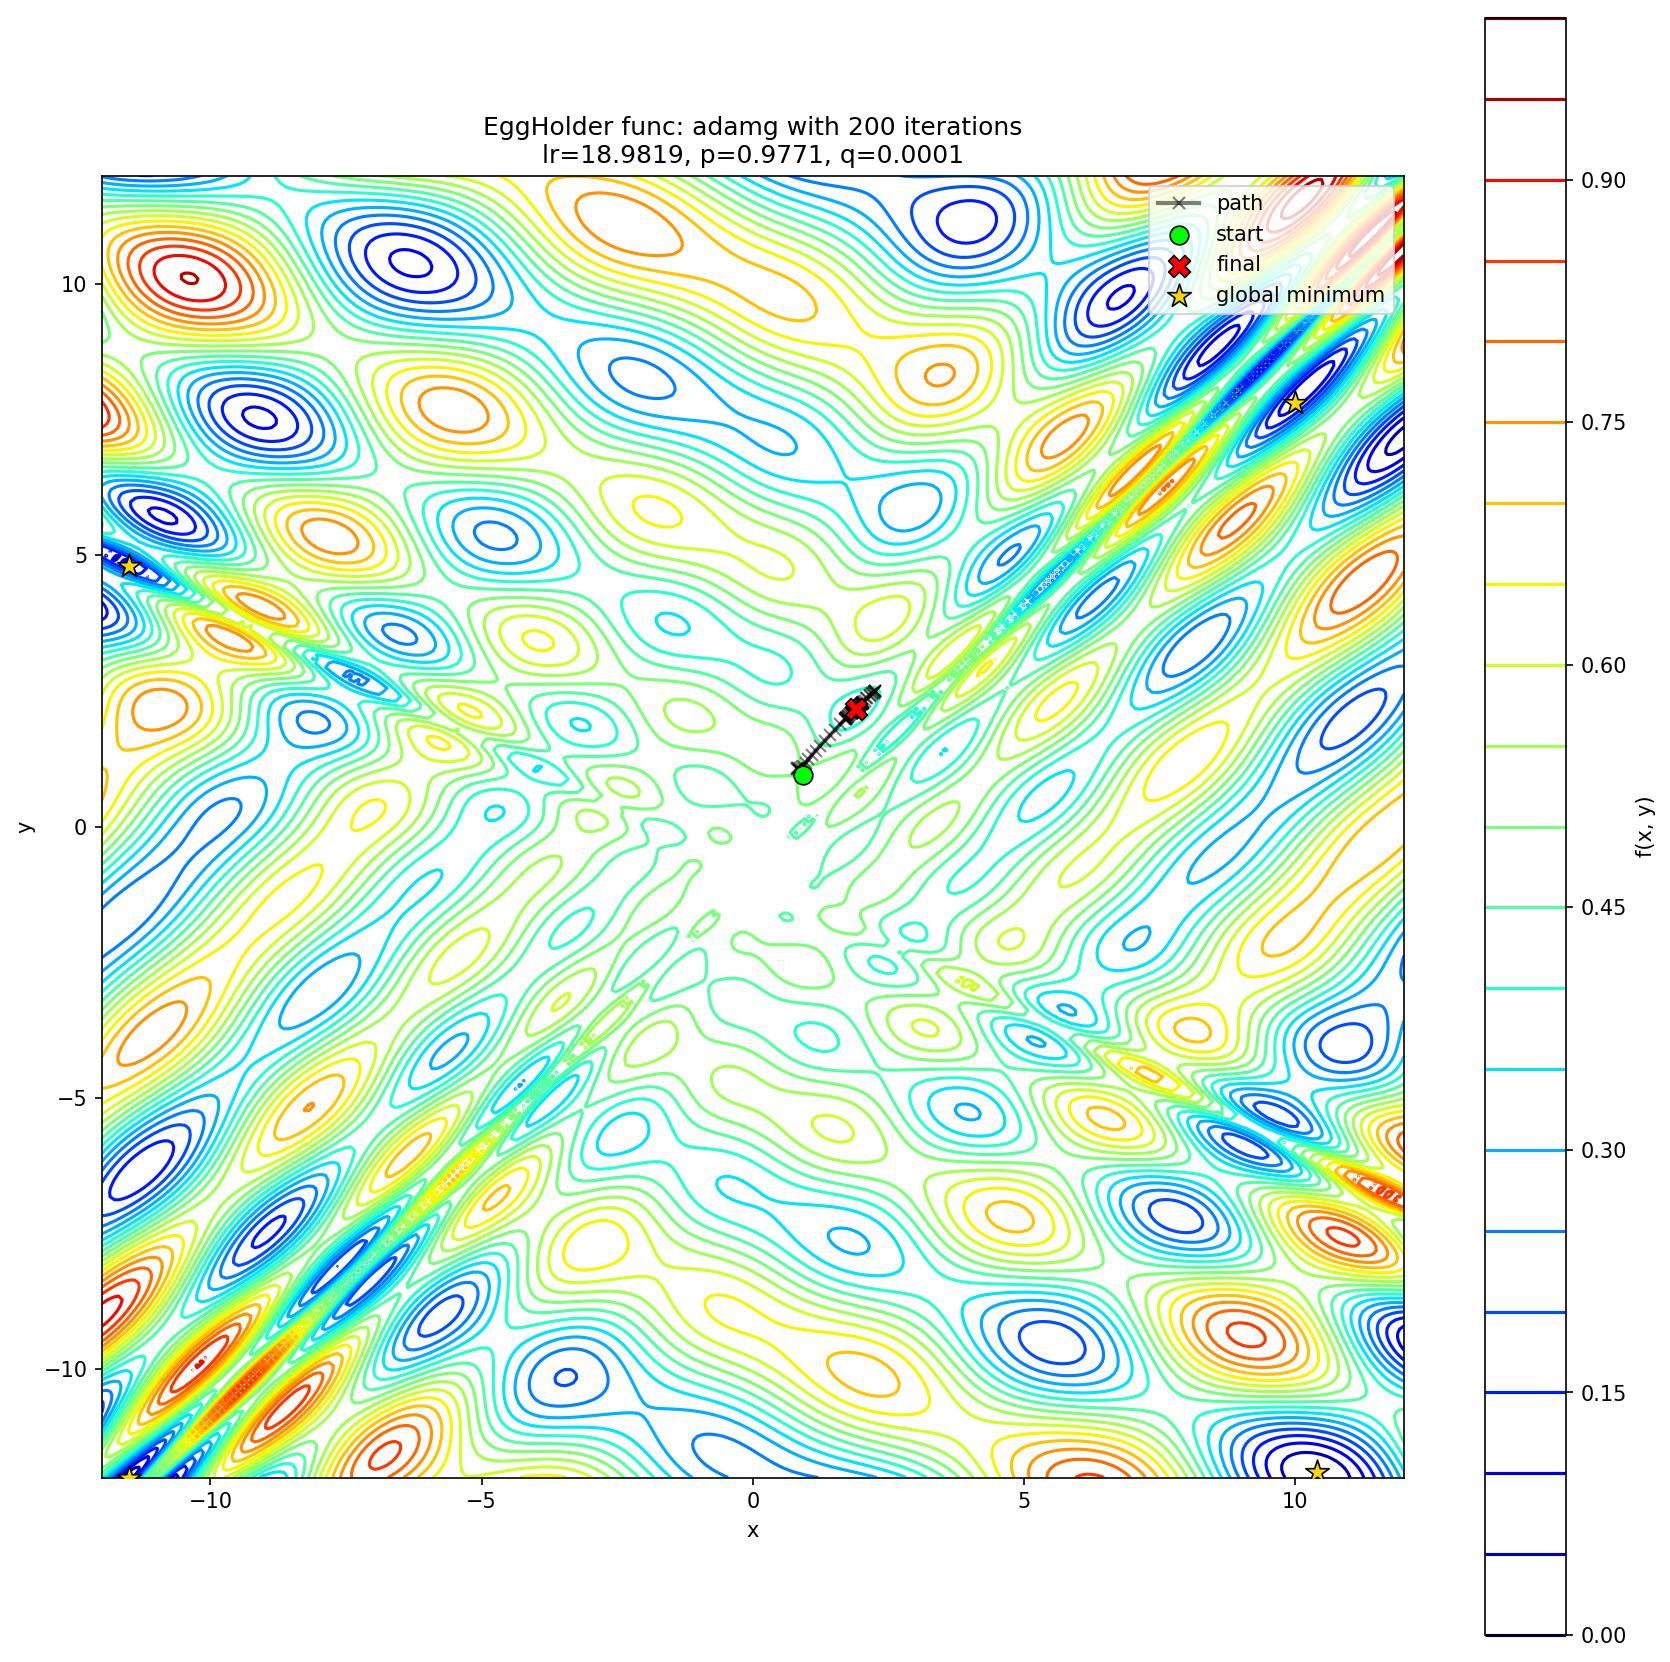 EggHolder func: adamg with 200 iterations
lr=18.9819, p=0.9771, q=0.0001
path
start
final
global minimum
10
5
0
−5
−10
y
−10
−5
0
5
10
x
0.90
0.75
0.60
0.45
0.30
0.15
0.00
f(x, y)